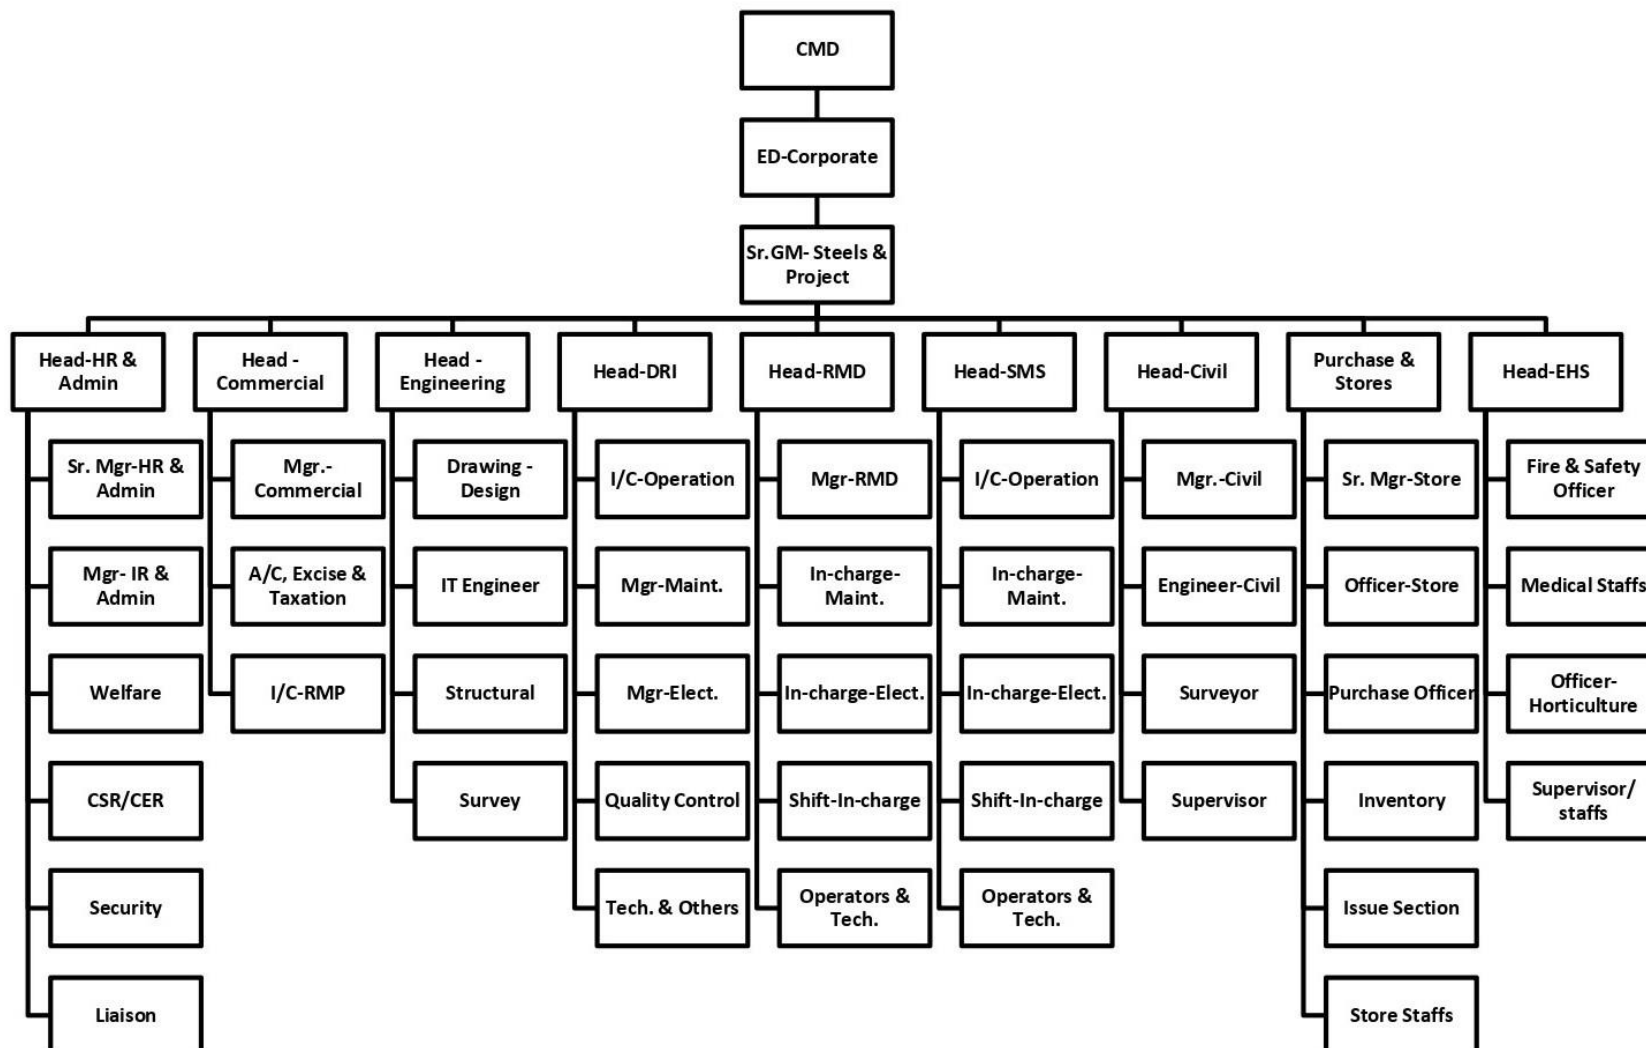 CMD
ED-Corporate
Sr.GM- Steels &
Project
Head-HR &
Admin
Head -
Commercial
Head -
Engineering
Head-DRI
Head-RMD
Head-SMS
Head-Civil
Purchase &
Stores
Head-EHS
Sr. Mgr-HR &
Admin
Mgr.-
Commercial
Drawing -
Design
I/C-Operation
Mgr-RMD
I/C-Operation
Mgr.-Civil
Sr. Mgr-Store
Fire & Safety
Officer
Mgr- IR &
Admin
A/C, Excise &
Taxation
IT Engineer
Mgr-Maint.
In-charge-
Maint.
In-charge-
Maint.
Engineer-Civil
Officer-Store
Medical Staffs
Welfare
I/C-RMP
Structural
Mgr-Elect.
In-charge-Elect.
In-charge-Elect.
Surveyor
Purchase Officer
Officer-
Horticulture
CSR/CER
Survey
Quality Control
Shift-In-charge
Shift-In-charge
Supervisor
Inventory
Supervisor/
staffs
Security
Tech. & Others
Operators &
Tech.
Operators &
Tech.
Issue Section
Liaison
Store Staffs